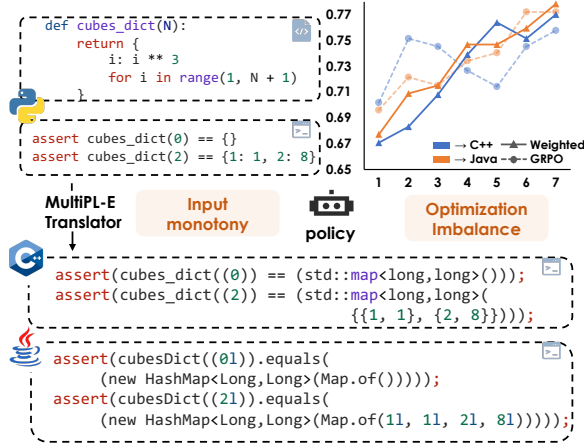 def cubes_dict(N):
return {
i: i ** 3
for i in range(1, N + 1)
}
assert cubes_dict(0) == {}
assert cubes_dict(2) == {1: 1, 2: 8}
0.77
0.75
0.73
0.71
0.69
0.67
0.65
→ C++
→ Java
Weighted
GRPO
1 2 3 4 5 6 7
MultiPL-E
Translator
Input
monotony
policy
Optimization
Imbalance
C++
assert(cubes_dict((0)) == (std::map<long,long>()));
assert(cubes_dict((2)) == (std::map<long,long>(
{{1, 1}, {2, 8}})));
Java
assert(cubesDict((0l)).equals(
(new HashMap<Long,Long>(Map.of()))));
assert(cubesDict((2l)).equals(
(new HashMap<Long,Long>(Map.of(1l, 1l, 2l, 8l)))));